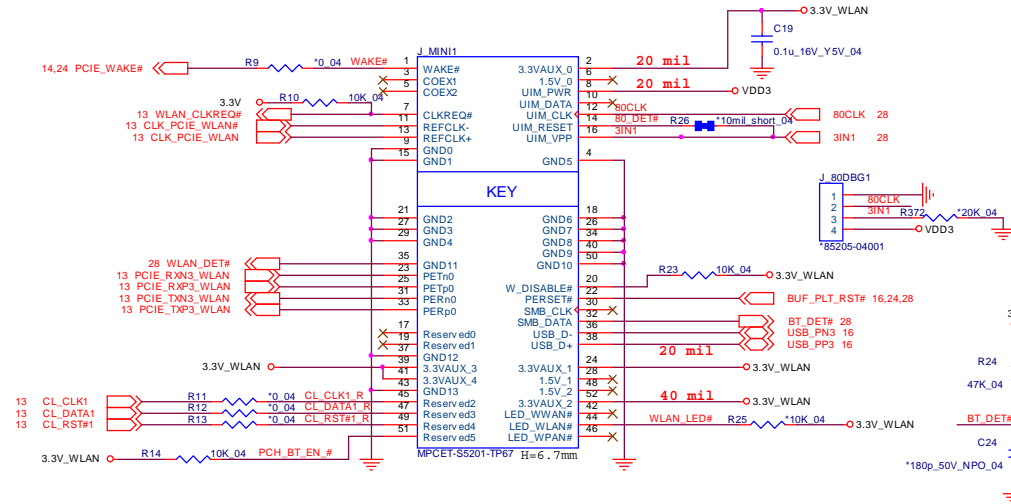 3.3V_WLAN
C19
0.1u_16V_Y5V_04
J_MINI1
14,24 PCIE_WAKE# R9 *0_04 WAKE# 1 WAKE# 3.3VAUX_0 2 20 mil
3 COEX1 1.5V_0 6
5 COEX2 UIM_PWR 8 20 mil VDD3
3.3V R10 10K_04 UIM_DATA 10
13 WLAN_CLKREQ# 7 CLKREQ# UIM_CLK 12 80CLK 80CLK 28
13 CLK_PCIE_WLAN# 11 REFCLK- UIM_RESET 14 80_DET# R26 *10mil_short_04
13 CLK_PCIE_WLAN 13 REFCLK+ UIM_VPP 16 3IN1 3IN1 28
9 GND0
15 GND1 GND5 4
KEY
J_80DBG1
1
2 80CLK
3 3IN1 R372 *20K_04
4 VDD3
*85205-04001
21 GND2 GND6 18
27 GND3 GND7 26
29 GND4 GND8 34
GND9 40
GND10 50
28 WLAN_DET# 35 GND11
13 PCIE_RXN3_WLAN 23 PETn0 W_DISABLE# 20 R23 10K_04 3.3V_WLAN
13 PCIE_RXP3_WLAN 25 PETp0 PERSET# 22 BUF_PLT_RST# 16,24,28
13 PCIE_TXN3_WLAN 31 PERn0 SMB_CLK 30
13 PCIE_TXP3_WLAN 33 PERp0 SMB_DATA 32 BT_DET# 28
USB_D- 36 USB_PN3 16
17 Reserved0 USB_D+ 38 USB_PP3 16
19 Reserved1 20 mil
37 GND12 3.3VAUX_1 24 3.3V_WLAN
3.3V_WLAN 39 3.3VAUX_3 1.5V_1 28
41 3.3VAUX_4 1.5V_2 48
43 GND13 3.3VAUX_2 52 40 mil 3.3V_WLAN
13 CL_CLK1 R11 *0_04 CL_CLK1_R 45 Reserved2 LED_WWAN# 42
13 CL_DATA1 R12 *0_04 CL_DATA1_R 47 Reserved3 LED_WLAN# 44 WLAN_LED# R25 *10K_04 3.3V_WLAN
13 CL_RST#1 R13 *0_04 CL_RST#1_R 49 Reserved4 LED_WPAN# 46
51 Reserved5
3.3V_WLAN R14 10K_04 PCH_BT_EN_#
MPCET-S5201-TP67 H=6.7mm
R24
47K_04
BT_DET#
C24
*180p_50V_NPO_04